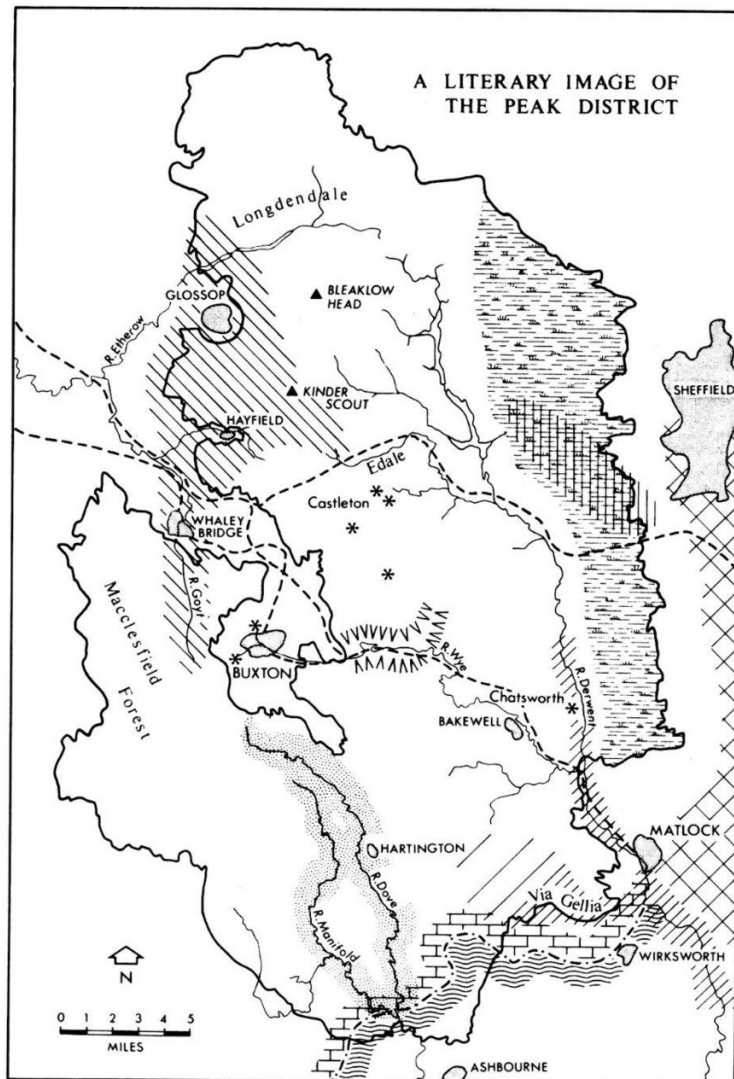 A LITERARY IMAGE OF
THE PEAK DISTRICT
Longdendale
GLOSSOP
BLEAKLOW
HEAD
R.Etherow
KINDER
SCOUT
SHEFFIELD
HAYFIELD
Edale
Castleton
WHALEY
BRIDGE
R.Goyt
Macclesfield
Forest
R.Wye
BUXTON
R.Derwent
Chatsworth
BAKEWELL
MATLOCK
HARTINGTON
R.Dove
Via Gellia
R.Manifold
WIRKSWORTH
N
0 1 2 3 4 5
MILES
ASHBOURNE